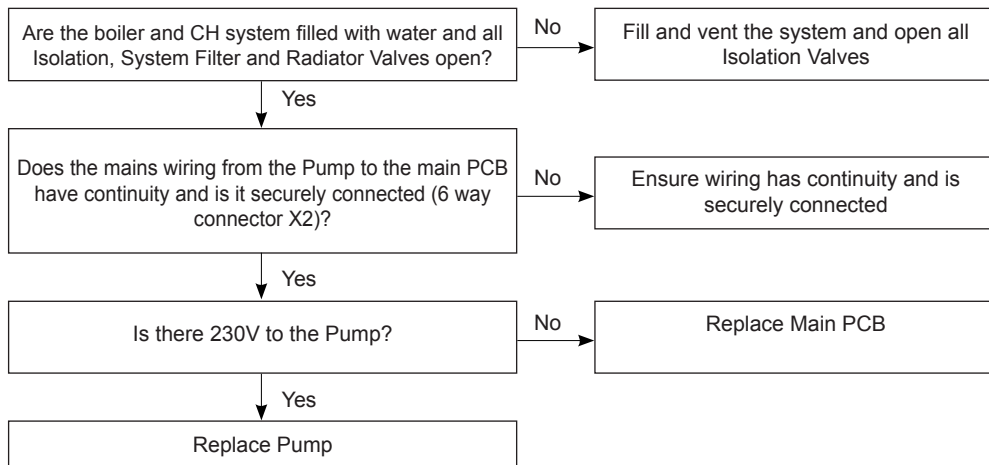 Are the boiler and CH system filled with water and all
Isolation, System Filter and Radiator Valves open?
No
Fill and vent the system and open all
Isolation Valves
Yes
Does the mains wiring from the Pump to the main PCB
have continuity and is it securely connected (6 way
connector X2)?
No
Ensure wiring has continuity and is
securely connected
Yes
Is there 230V to the Pump?
No
Replace Main PCB
Yes
Replace Pump